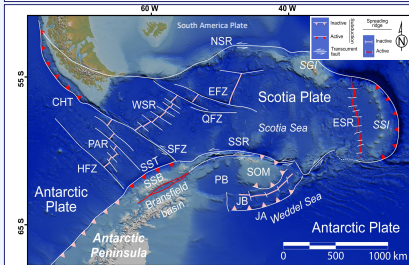 60 W
40 W
South America Plate
Inactive
Active
Transcurrent
fault
Subduction
Spreading
ridge
Inactive
Active
N
NSR
SGI
55 S
CHT
WSR
EFZ
Scotia Plate
QFZ
Scotia Sea
ESR
SSI
PAR
SFZ
HFZ
SST
SSB
SSR
SOM
PB
Bransfield
basin
JB
JA
Weddel Sea
Antarctic
Plate
65 S
Antarctic
Peninsula
Antarctic Plate
0
500
1000 km